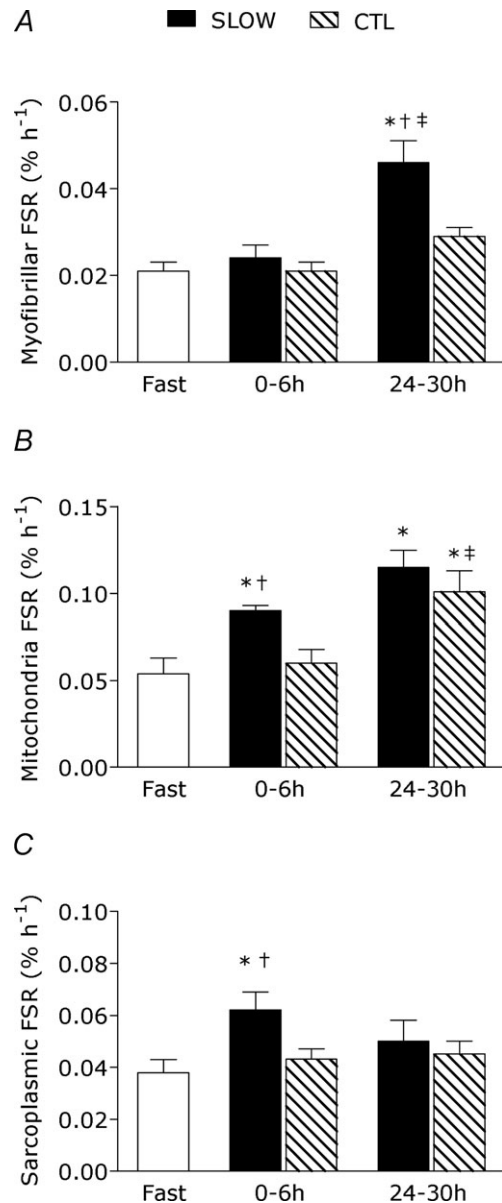 A
SLOW CTL
Myofibrillar FSR (% h⁻¹)
0.06
0.04
0.02
0.00
*† ‡
Fast 0-6h 24-30h
B
Mitochondria FSR (% h⁻¹)
0.15
0.10
0.05
0.00
*†
*
*‡
Fast 0-6h 24-30h
C
Sarcoplasmic FSR (% h⁻¹)
0.10
0.08
0.06
0.04
0.02
0.00
* †
Fast 0-6h 24-30h